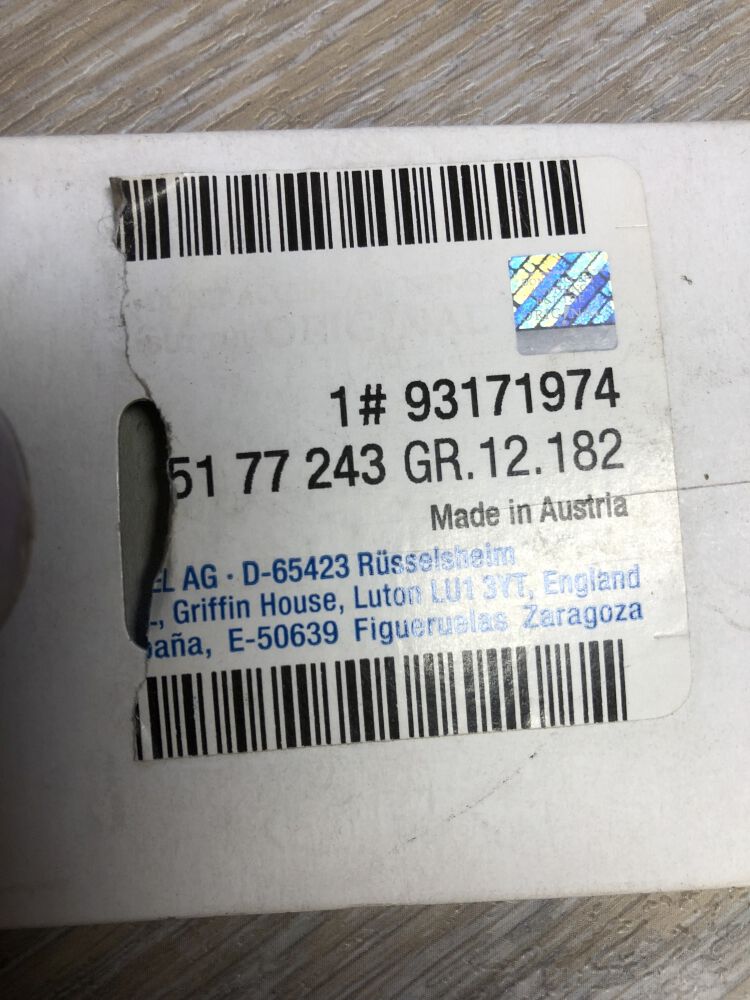 1# 93171974
51 77 243 GR.12.182
Made in Austria
EL AG · D-65423 Rüsselsheim
., Griffin House, Luton LU1 3YT, England
paña, E-50639 Figueruelas Zaragoza